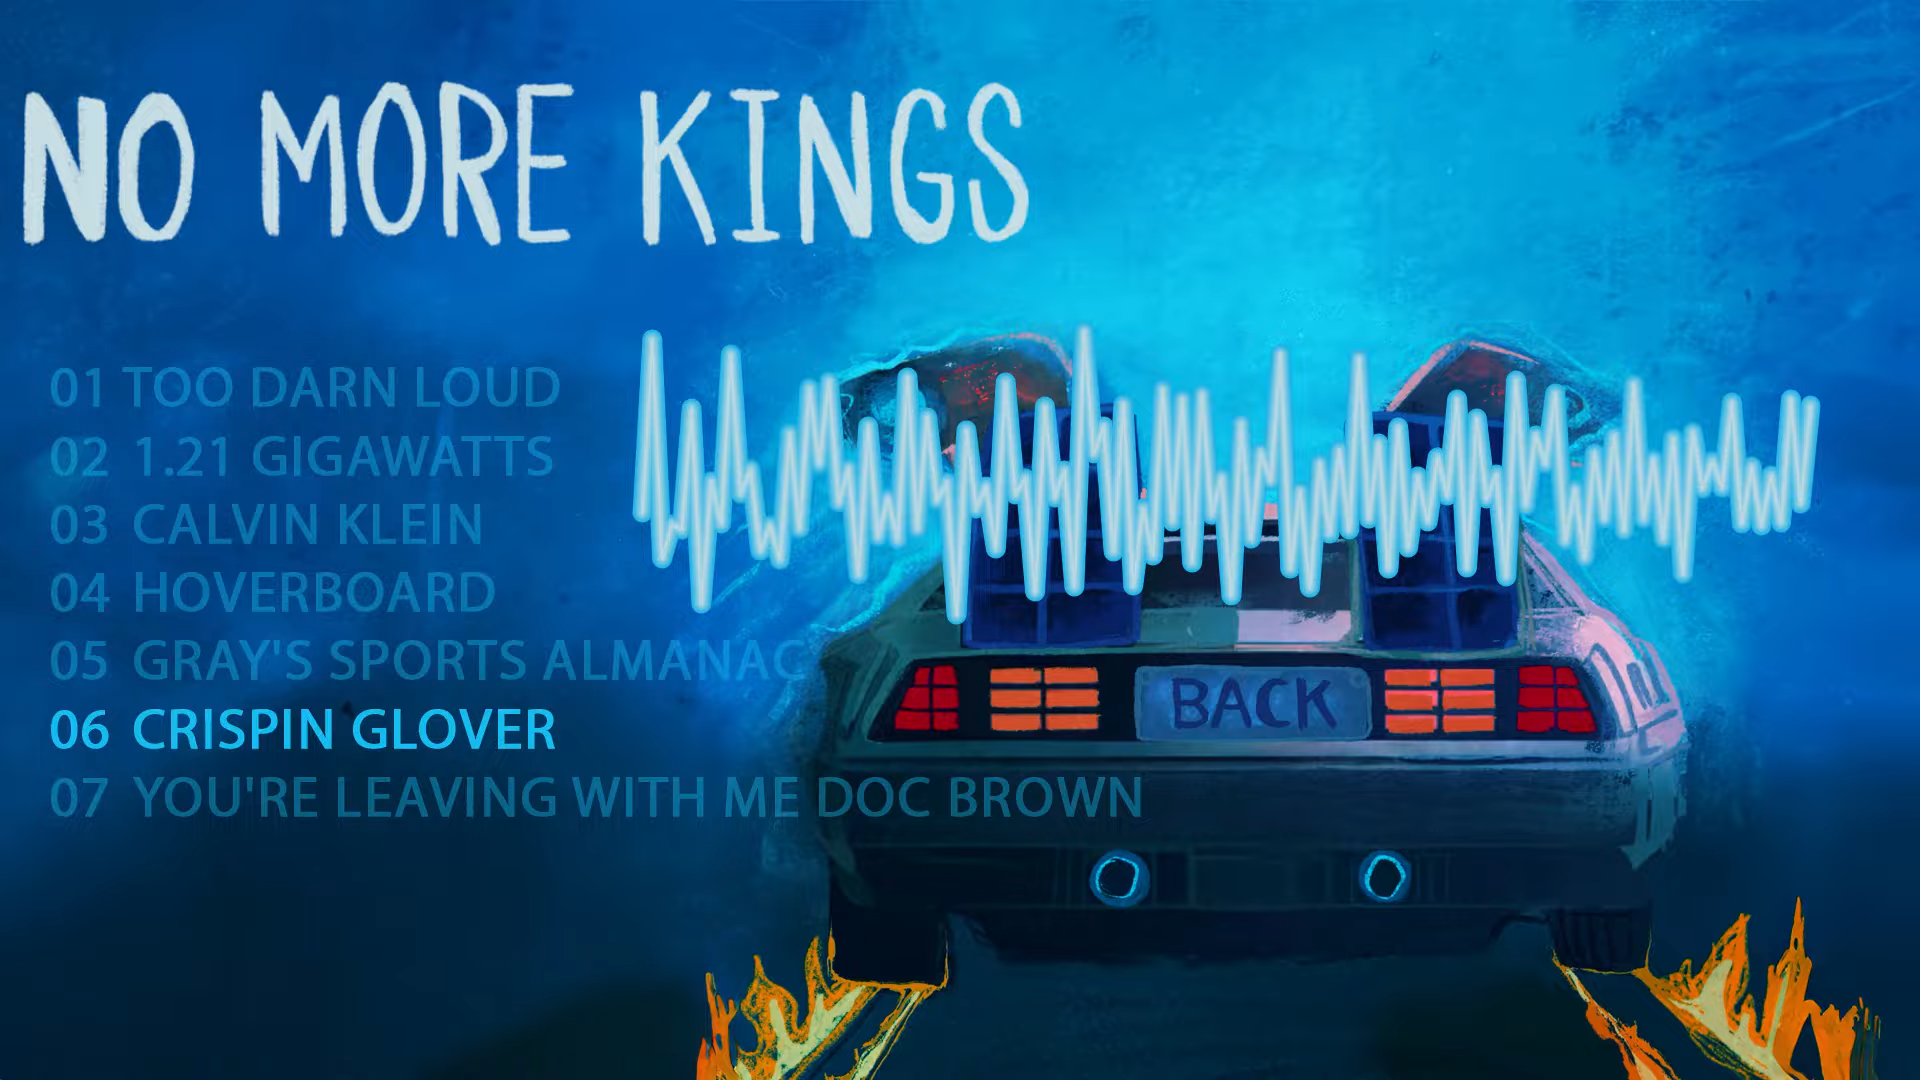 NO MORE KINGS
01 TOO DARN LOUD
02 1.21 GIGAWATTS
03 CALVIN KLEIN
04 HOVERBOARD
05 GRAY'S SPORTS ALMANAC
06 CRISPIN GLOVER
BACK
07 YOU'RE LEAVING WITH ME DOC BROWN